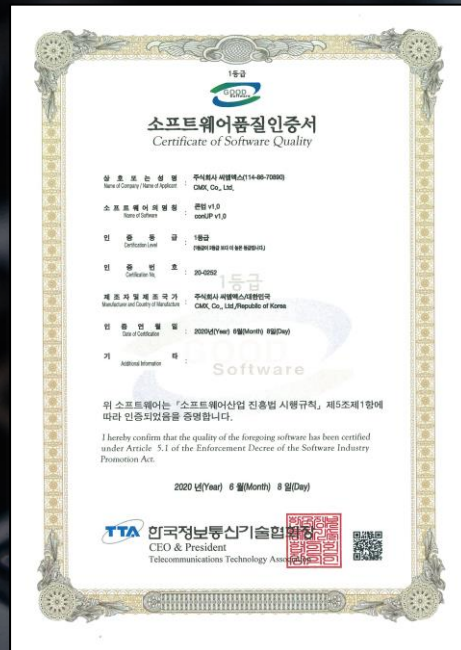 1등급
GOOD
Software
소프트웨어품질인증서
Certificate of Software Quality
상호또는성명 : 주식회사 씨엠엑스(114-86-70890)
Name of Company / Name of Applicant CMX, Co., Ltd.
소프트웨어의명칭 : 콘업 v1.0
Name of Software conUP v1.0
인증등급 : 1등급
Certification Level
인증번호 : 20-0252
Certification No.
1등급
제조자및제조국가 : 주식회사 씨엠엑스/대한민국
Manufacturer and Country of Manufacture CMX, Co., Ltd./Republic of Korea
인증연월일 : 2020년(Year) 6월(Month) 8일(Day)
Date of Certification
GOOD
기타 :
Additional Information
Software
위 소프트웨어는 「소프트웨어산업 진흥법 시행규칙」 제5조제1항에
따라 인증되었음을 증명합니다.
I hereby confirm that the quality of the foregoing software has been certified
under Article 5.1 of the Enforcement Decree of the Software Industry
Promotion Act.
2020 년(Year) 6 월(Month) 8 일(Day)
TTA 한국정보통신기술협회장
CEO & President
Telecommunications Technology Association